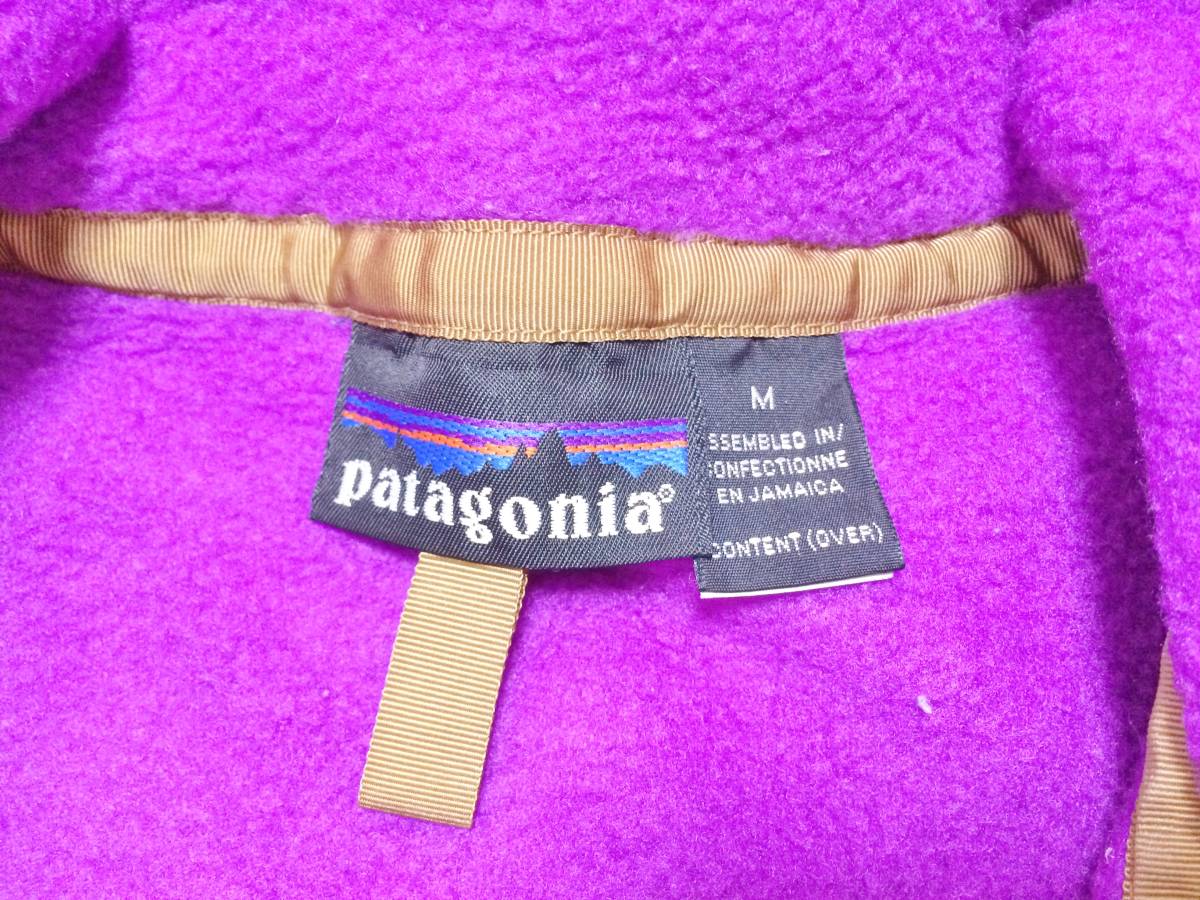 patagonia®
M
SSEMBLED IN/
ONFECTIONNE
EN JAMAICA
CONTENT (OVER)